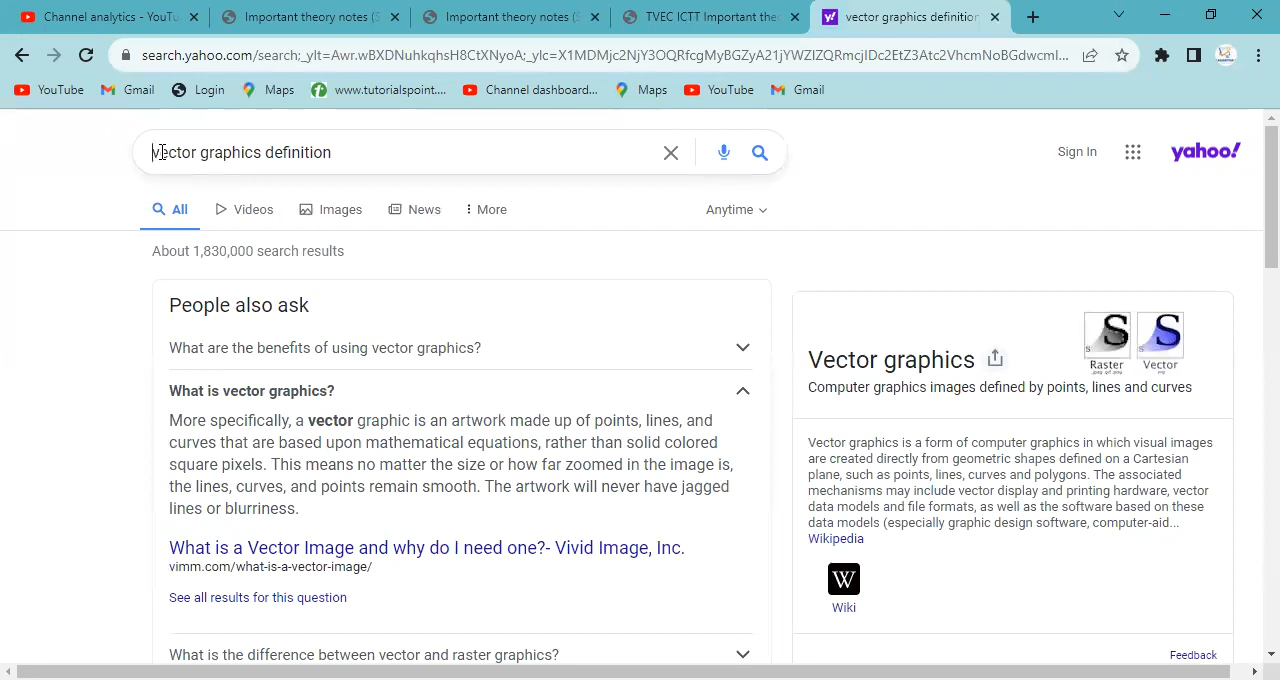 Channel analytics - YouTu
Important theory notes (S
Important theory notes (S
TVEC ICTT Important the
vector graphics definition
search.yahoo.com/search;_ylt=Awr.wBXDNuhkqhsH8CtXNyoA;_ylc=X1MDMjc2NjY3OQRfcgMyBGZyA21jYWZlZQRmcjIDc2EtZ3Atc2VhcmNoBGdwcml...
YouTube
Gmail
Login
Maps
www.tutorialspoint....
Channel dashboard...
Maps
YouTube
Gmail
vector graphics definition
Sign In
yahoo!
All
Videos
Images
News
More
Anytime
About 1,830,000 search results
People also ask
What are the benefits of using vector graphics?
What is vector graphics?
More specifically, a vector graphic is an artwork made up of points, lines, and
curves that are based upon mathematical equations, rather than solid colored
square pixels. This means no matter the size or how far zoomed in the image is,
the lines, curves, and points remain smooth. The artwork will never have jagged
lines or blurriness.
What is a Vector Image and why do I need one?- Vivid Image, Inc.
vimm.com/what-is-a-vector-image/
See all results for this question
What is the difference between vector and raster graphics?
S
s
Raster
.jpeg .gif .png
S
s
Vector
.svg
Vector graphics
Computer graphics images defined by points, lines and curves
Vector graphics is a form of computer graphics in which visual images
are created directly from geometric shapes defined on a Cartesian
plane, such as points, lines, curves and polygons. The associated
mechanisms may include vector display and printing hardware, vector
data models and file formats, as well as the software based on these
data models (especially graphic design software, computer-aid...
Wikipedia
W
Wiki
Feedback